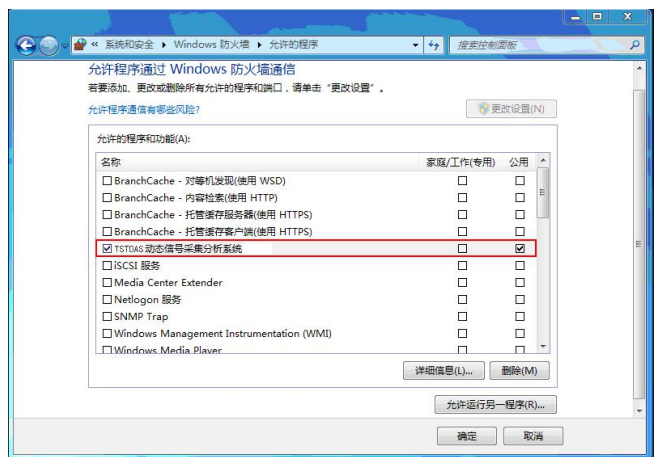 « 系统和安全 ▸ Windows 防火墙 ▸ 允许的程序
搜索控制面板
允许程序通过 Windows 防火墙通信
若要添加、更改或删除所有允许的程序和端口，请单击“更改设置”。
允许程序通信有哪些风险?
更改设置(N)
允许的程序和功能(A):
名称 家庭/工作(专用) 公用
BranchCache - 对等机发现(使用 WSD)
BranchCache - 内容检索(使用 HTTP)
BranchCache - 托管缓存服务器(使用 HTTPS)
BranchCache - 托管缓存客户端(使用 HTTPS)
TSTDAS 动态信号采集分析系统
iSCSI 服务
Media Center Extender
Netlogon 服务
SNMP Trap
Windows Management Instrumentation (WMI)
Windows Media Player
详细信息(L)... 删除(M)
允许运行另一程序(R)...
确定 取消